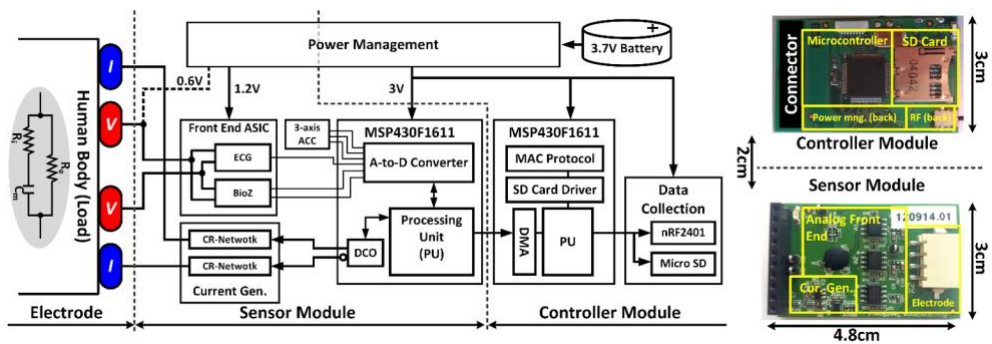 Power Management
3.7V Battery
+
0.6V
1.2V
3V
I
V
V
I
Human Body (Load)
Ri
Re
Cm
Front End ASIC
ECG
BioZ
3-axis
ACC
MSP430F1611
A-to-D Converter
Processing
Unit
(PU)
DCO
CR-Netwotk
CR-Netwotk
Current Gen.
MSP430F1611
MAC Protocol
SD Card Driver
DMA
PU
Data
Collection
nRF2401
Micro SD
Electrode
Sensor Module
Controller Module
Connector
Microcontroller
SD Card
04042
Power mng. (back)
RF (back)
3cm
Controller Module
2cm
Sensor Module
Analog Front
End
120914.01
Cur. Gen.
Electrode
3cm
4.8cm